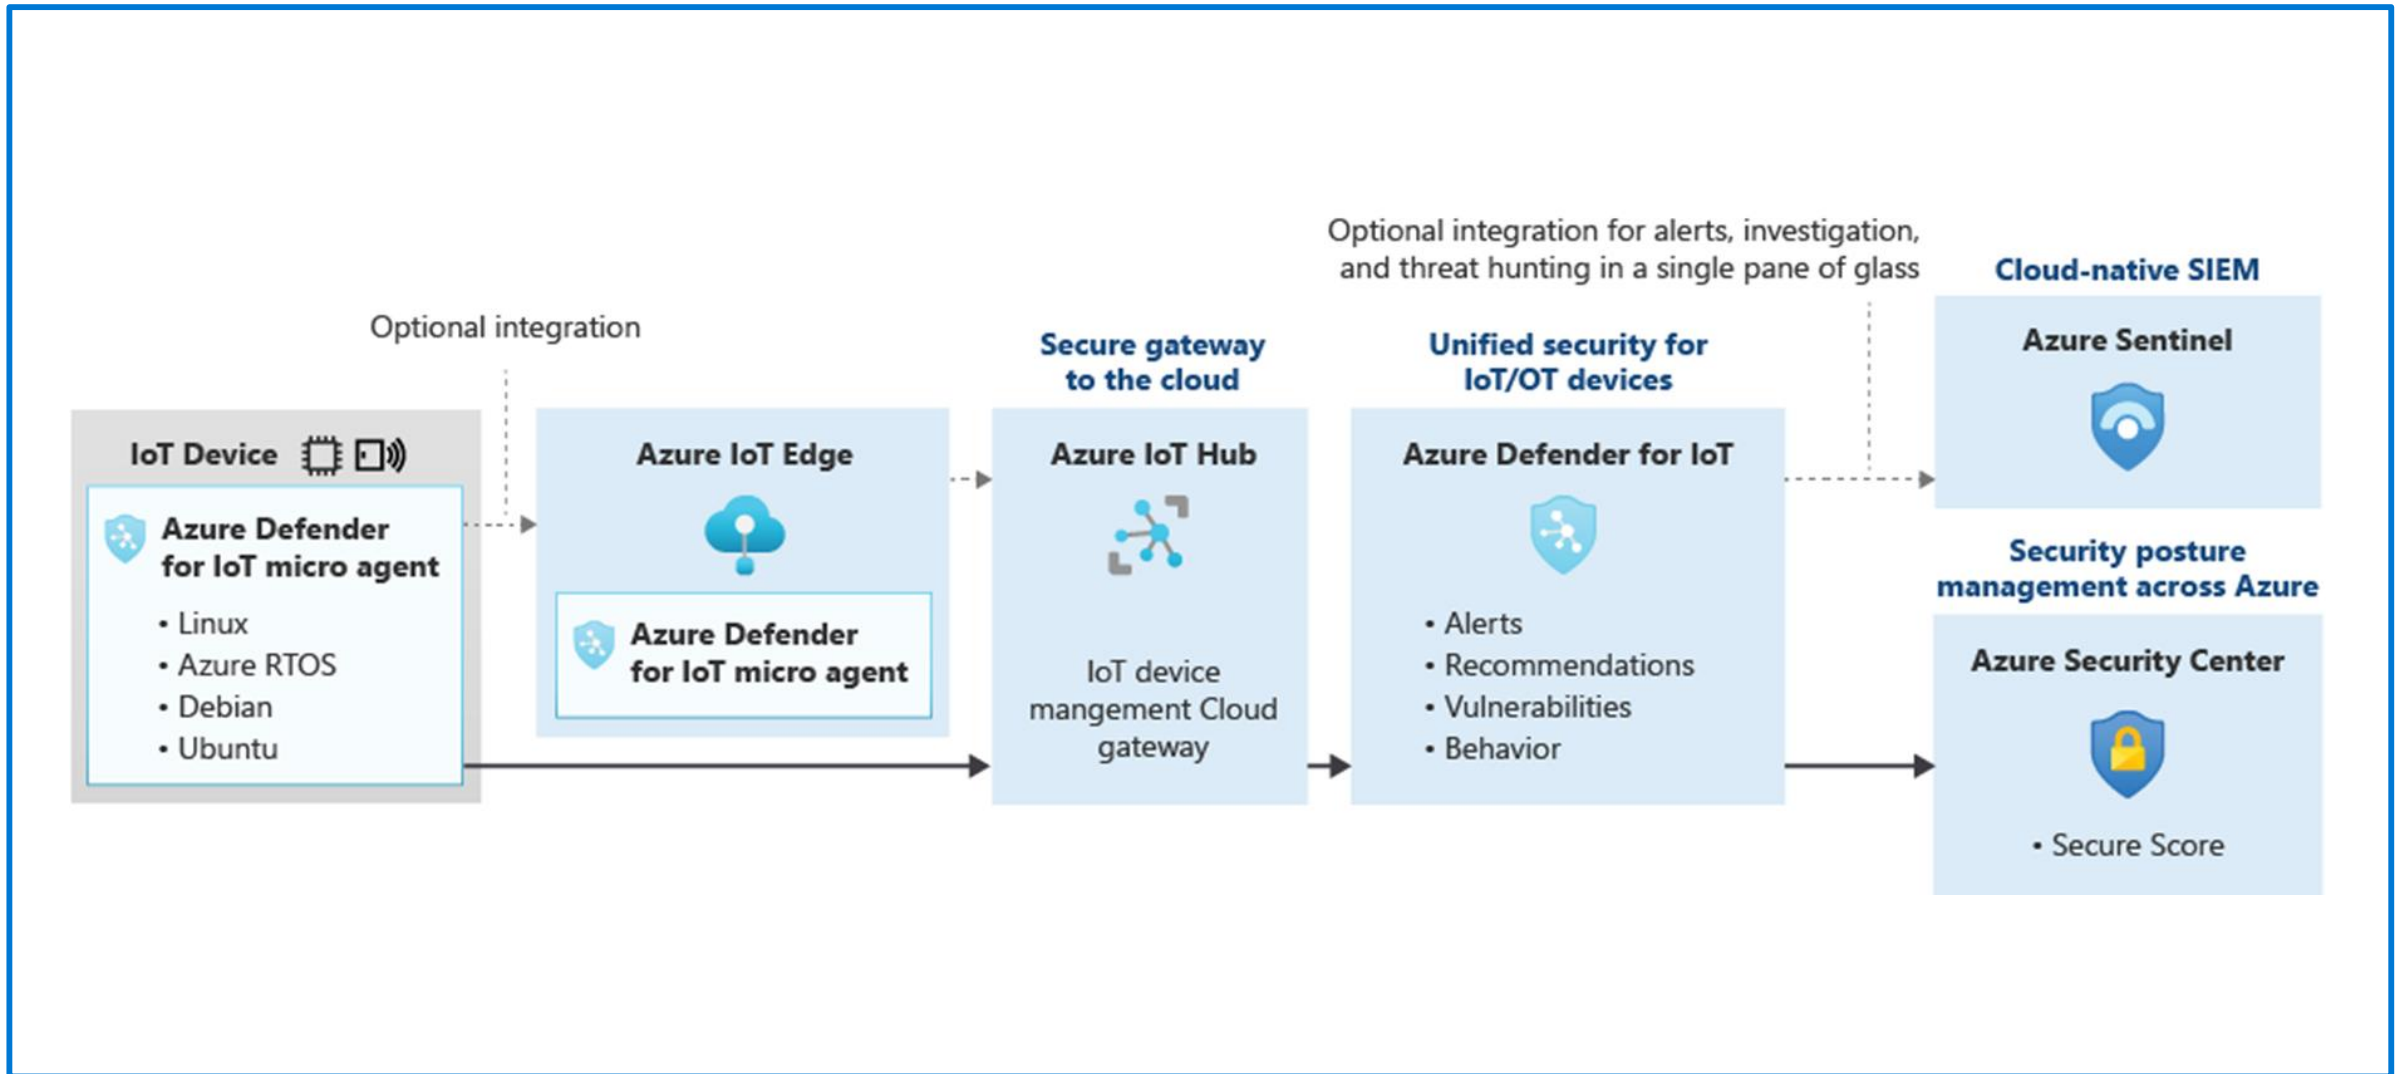 Optional integration
IoT Device
Azure Defender
for IoT micro agent
• Linux
• Azure RTOS
• Debian
• Ubuntu
Azure IoT Edge
Azure Defender
for IoT micro agent
Secure gateway
to the cloud
Azure IoT Hub
IoT device
mangement Cloud
gateway
Unified security for
IoT/OT devices
Azure Defender for IoT
• Alerts
• Recommendations
• Vulnerabilities
• Behavior
Optional integration for alerts, investigation,
and threat hunting in a single pane of glass
Cloud-native SIEM
Azure Sentinel
Security posture
management across Azure
Azure Security Center
• Secure Score